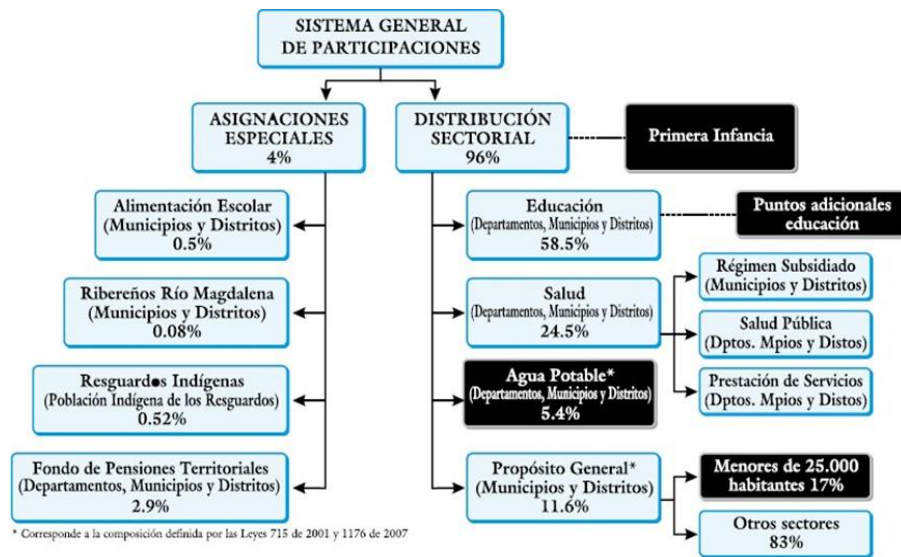 SISTEMA GENERAL
DE PARTICIPACIONES
ASIGNACIONES
ESPECIALES
4%
DISTRIBUCIÓN
SECTORIAL
96%
Primera Infancia
Alimentación Escolar
(Municipios y Distritos)
0.5%
Ribereños Río Magdalena
(Municipios y Distritos)
0.08%
Resguardos Indígenas
(Población Indígena de los Resguardos)
0.52%
Fondo de Pensiones Territoriales
(Departamentos, Municipios y Distritos)
2.9%
Educación
(Departamentos, Municipios y Distritos)
58.5%
Puntos adicionales
educación
Salud
(Departamentos, Municipios y Distritos)
24.5%
Régimen Subsidiado
(Municipios y Distritos)
Salud Pública
(Dptos. Mpios y Distos)
Prestación de Servicios
(Dptos. Mpios y Distos)
Agua Potable*
(Departamentos, Municipios y Distritos)
5.4%
Propósito General*
(Municipios y Distritos)
11.6%
Menores de 25.000
habitantes 17%
Otros sectores
83%
* Corresponde a la composición definida por las Leyes 715 de 2001 y 1176 de 2007